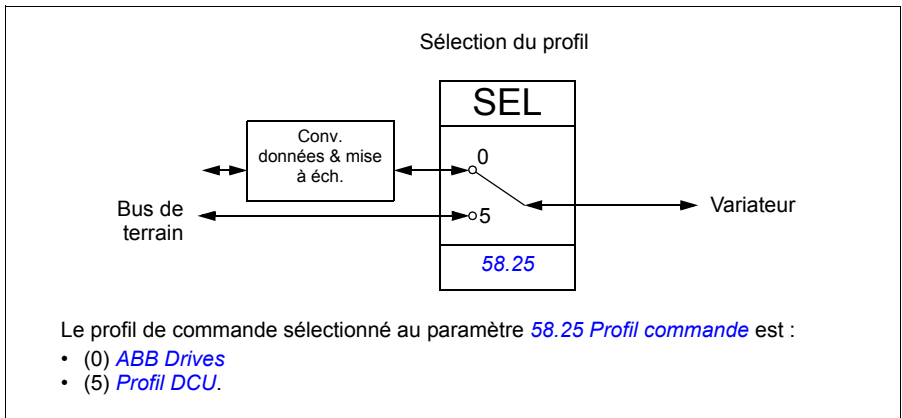 Sélection du profil
SEL
Conv.
données & mise
à éch.
0
Bus de
terrain
5
Variateur
58.25
Le profil de commande sélectionné au paramètre 58.25 Profil commande est :
• (0) ABB Drives
• (5) Profil DCU.